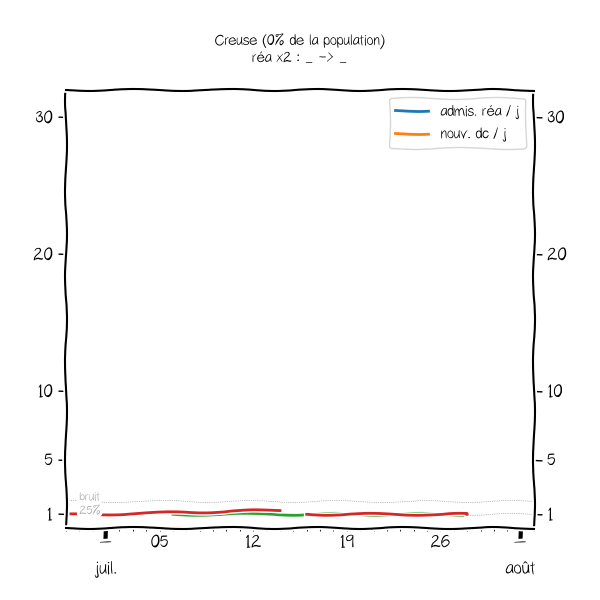 Creuse (0% de la population)
réa x2 : _ -> _
admis. réa / j
nouv. dc / j
30
30
20
20
10
10
5
5
bruit
25%
1
1
05
12
19
26
juil.
août